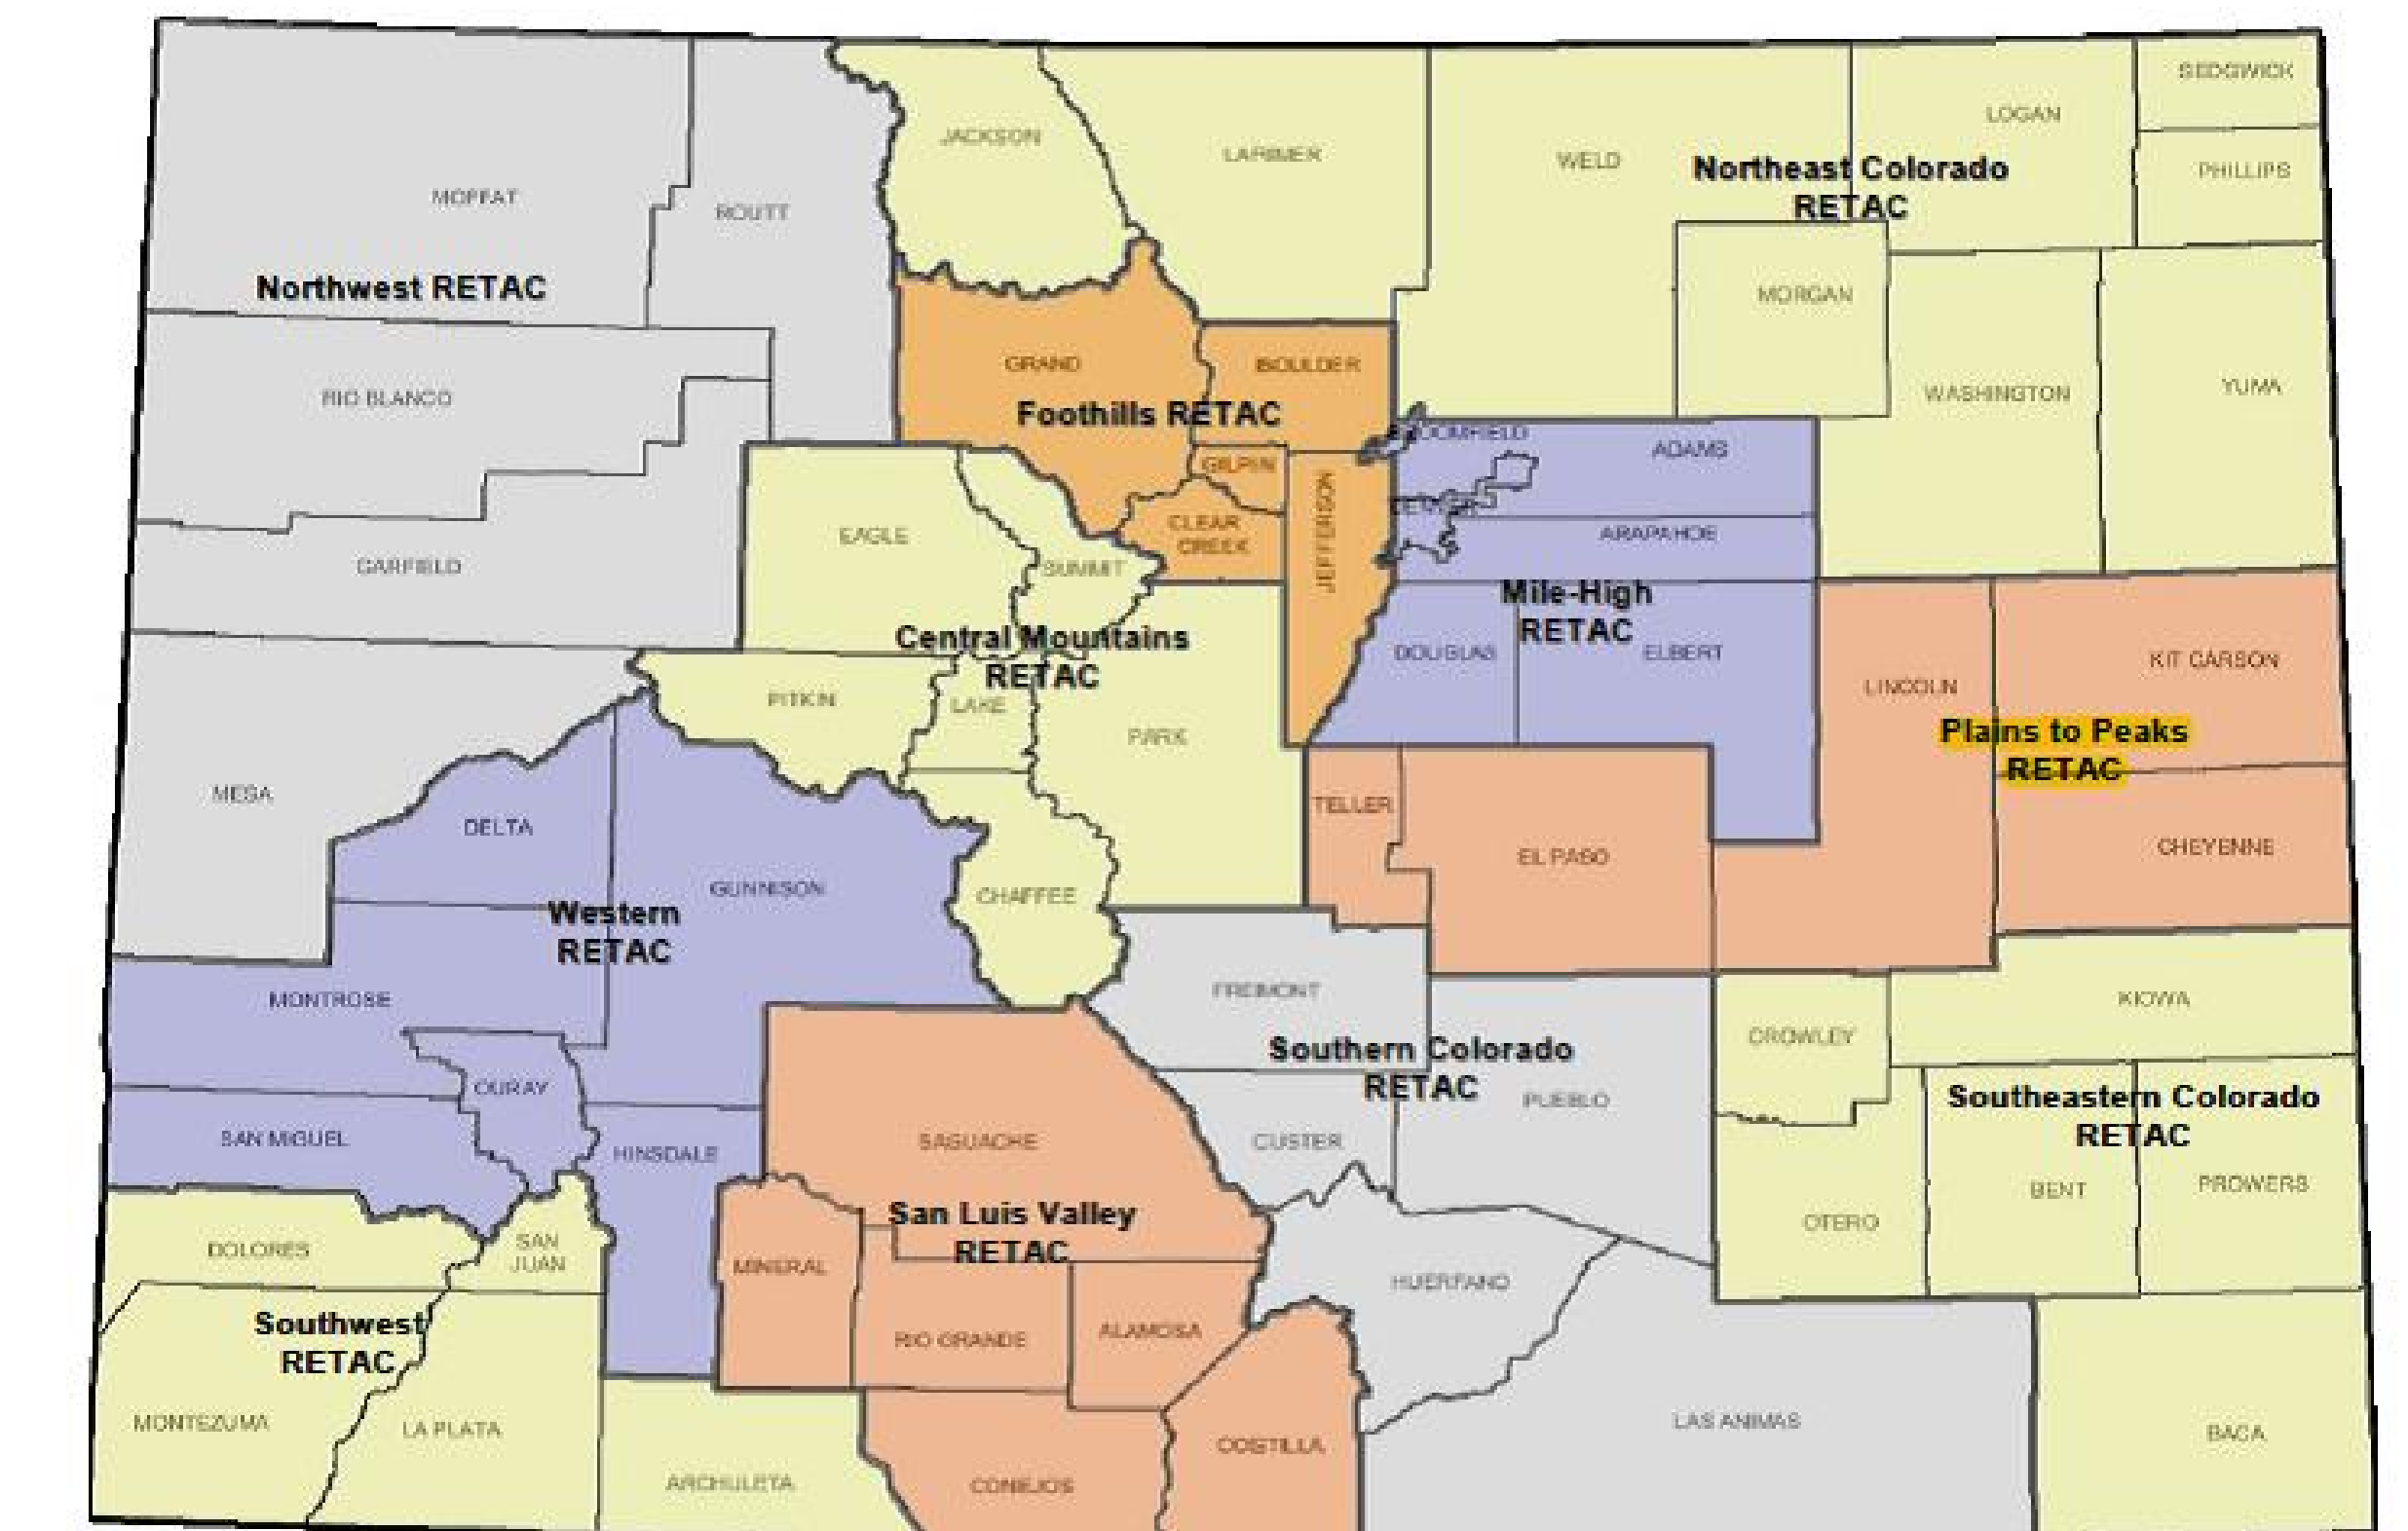 SEDGWICK
LOGAN
JACKSON
LARIMER
WELD
Northeast Colorado
RETAC
PHILLIPS
MOFFAT
ROUTT
Northwest RETAC
MORGAN
GRAND
BOULDER
RIO BLANCO
YUMA
WASHINGTON
Foothills RETAC
ADAMS
GILPIN
JEFFERSON
CLEAR
CREEK
EAGLE
ARAPAHOE
GARFIELD
SUMMIT
Mile-High
RETAC
Central Mountains
RETAC
DOUGLAS
ELBERT
KIT CARSON
LINCOLN
PITKIN
LAKE
PARK
Plains to Peaks
RETAC
MESA
TELLER
DELTA
EL PASO
CHEYENNE
GUNNISON
CHAFFEE
Western
RETAC
MONTROSE
FREMONT
KIOWA
CROWLEY
Southern Colorado
RETAC
OURAY
PUEBLO
Southeastern Colorado
RETAC
SAN MIGUEL
HINSDALE
SAGUACHE
CUSTER
BENT
PROWERS
San Luis Valley
RETAC
OTERO
DOLORES
SAN
JUAN
MINERAL
HUERFANO
Southwest
RETAC
RIO GRANDE
ALAMOSA
MONTEZUMA
LA PLATA
LAS ANIMAS
BACA
COSTILLA
ARCHULETA
CONEJOS